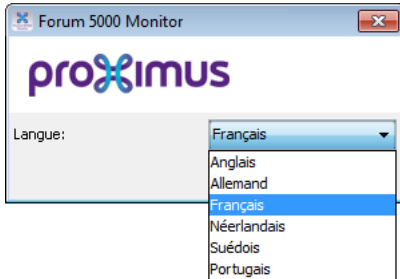 Forum 5000 Monitor
proximus
Langue: Français
Anglais
Allemand
Français
Néerlandais
Suédois
Portugais